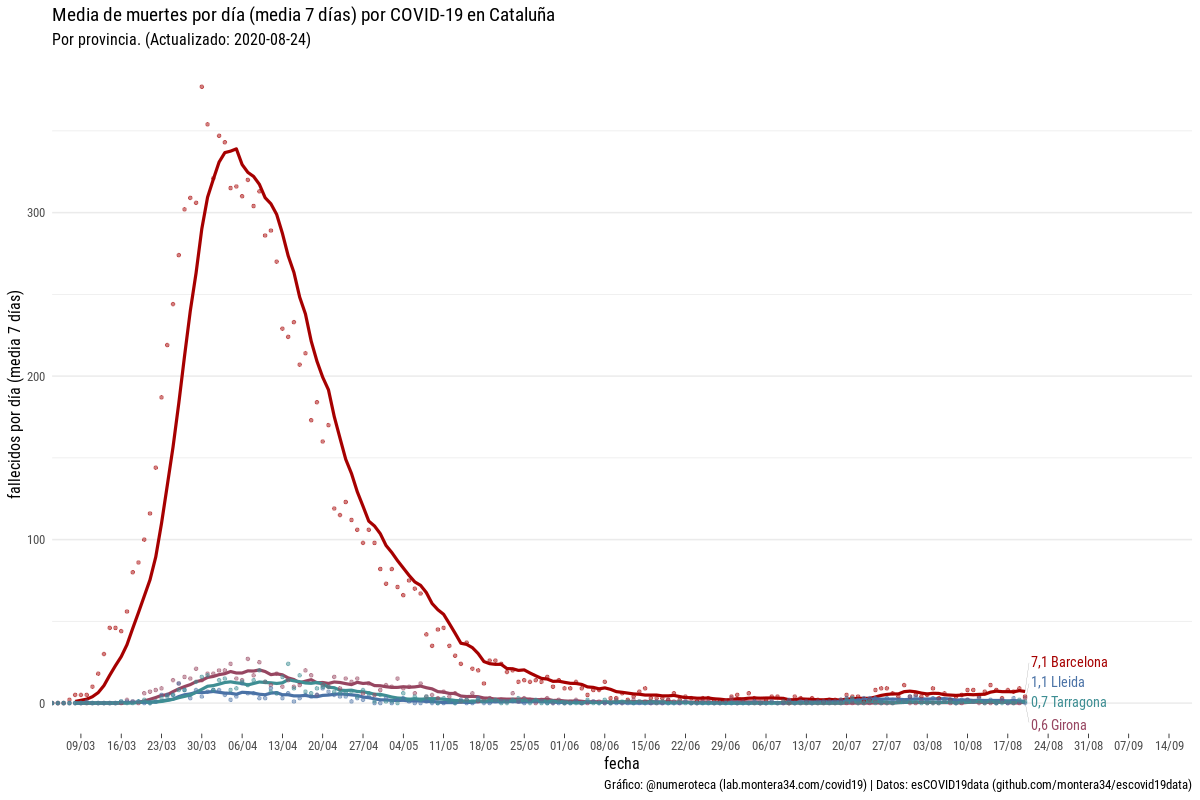 Media de muertes por día (media 7 días) por COVID-19 en Cataluña
Por provincia. (Actualizado: 2020-08-24)
fallecidos por día (media 7 días)
300
200
100
0
7,1 Barcelona
1,1 Lleida
0,7 Tarragona
0,6 Girona
09/03 16/03 23/03 30/03 06/04 13/04 20/04 27/04 04/05 11/05 18/05 25/05 01/06 08/06 15/06 22/06 29/06 06/07 13/07 20/07 27/07 03/08 10/08 17/08 24/08 31/08 07/09 14/09
fecha
Gráfico: @numeroteca (lab.montera34.com/covid19) | Datos: esCOVID19data (github.com/montera34/escovid19data)